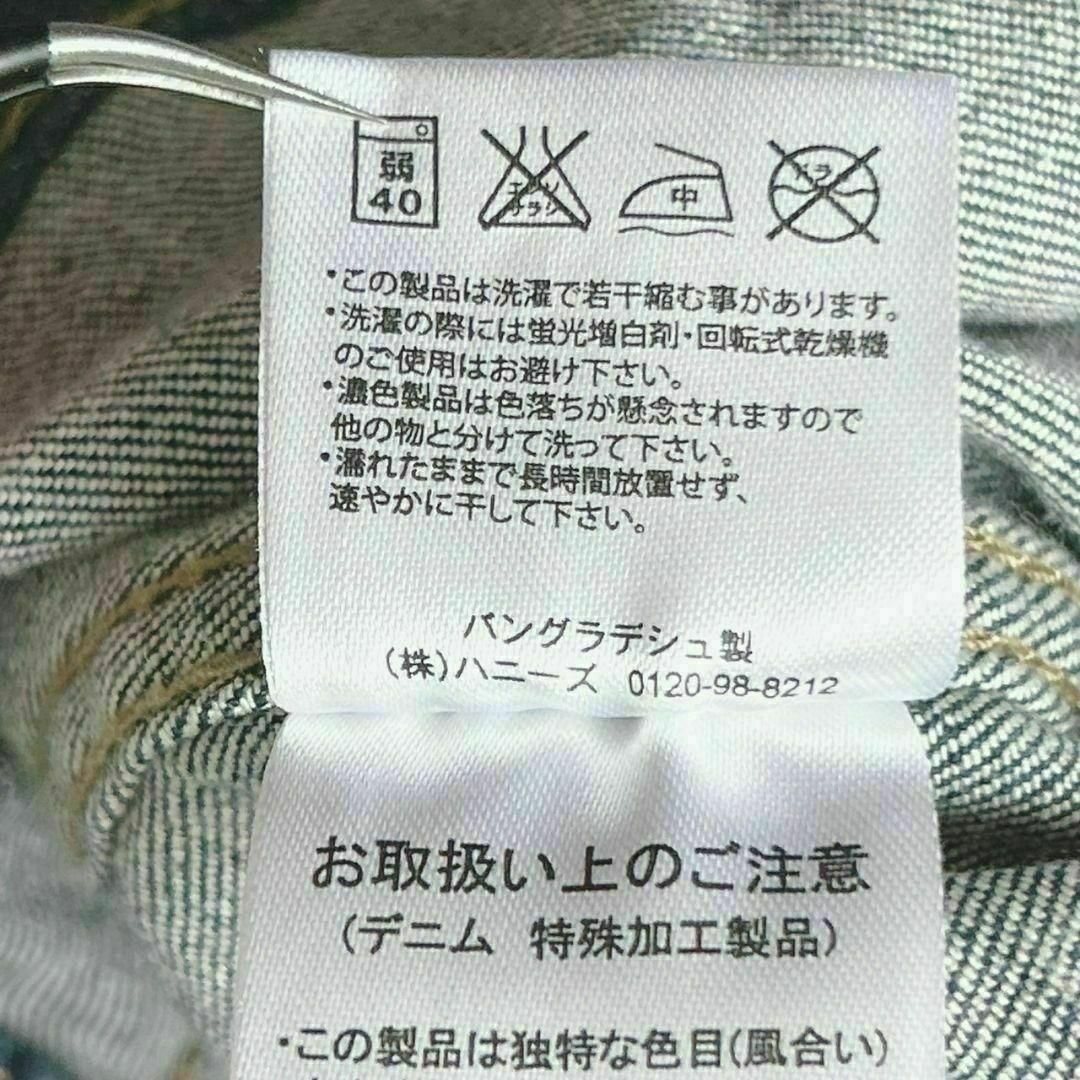 弱
40
エンソ
サラシ
中
ドライ
・この製品は洗濯で若干縮む事があります。
・洗濯の際には蛍光増白剤・回転式乾燥機
のご使用はお避け下さい。
・濃色製品は色落ちが懸念されますので
他の物と分けて洗って下さい。
・濡れたままで長時間放置せず、
速やかに干して下さい。
バングラデシュ製
(株)ハニーズ 0120-98-8212
お取扱い上のご注意
(デニム 特殊加工製品)
・この製品は独特な色目(風合い)